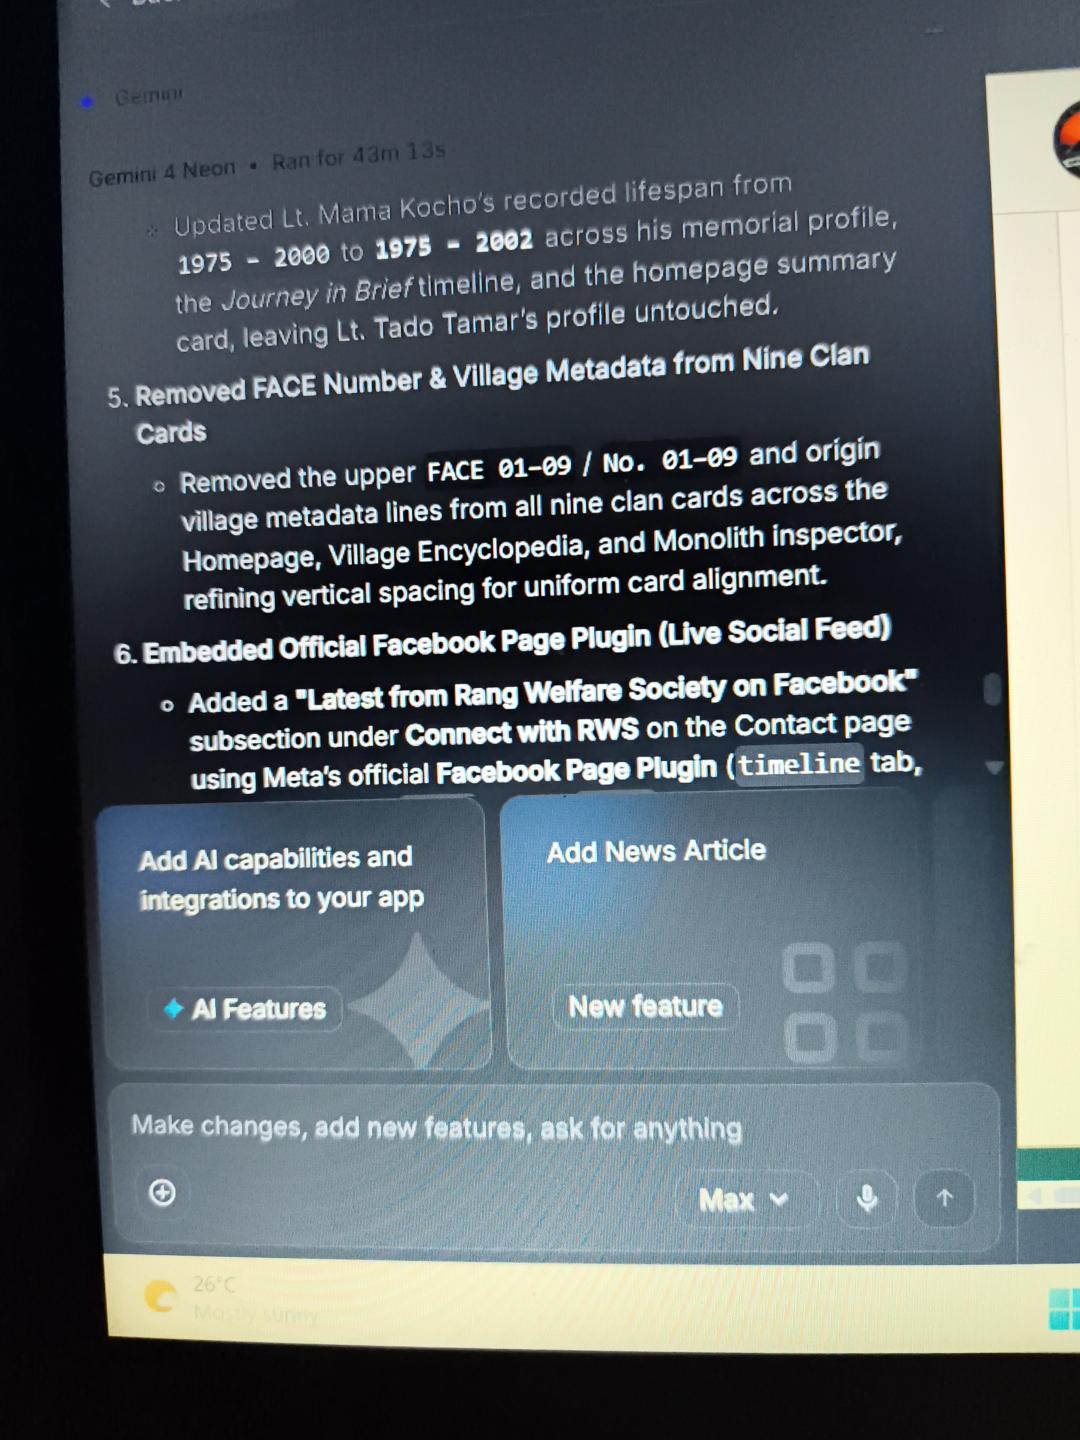 Gemini
Gemini 4 Neon • Ran for 43m 13s
Updated Lt. Mama Kocho's recorded lifespan from
1975 – 2000 to 1975 – 2002 across his memorial profile,
the Journey in Brief timeline, and the homepage summary
card, leaving Lt. Tado Tamar's profile untouched.
5. Removed FACE Number & Village Metadata from Nine Clan
Cards
Removed the upper FACE 01–09 / No. 01–09 and origin
village metadata lines from all nine clan cards across the
Homepage, Village Encyclopedia, and Monolith inspector,
refining vertical spacing for uniform card alignment.
6. Embedded Official Facebook Page Plugin (Live Social Feed)
Added a "Latest from Rang Welfare Society on Facebook"
subsection under Connect with RWS on the Contact page
using Meta's official Facebook Page Plugin (timeline tab,
Add AI capabilities and
integrations to your app
AI Features
Add News Article
New feature
Make changes, add new features, ask for anything
Max
26°C
Mostly sunny